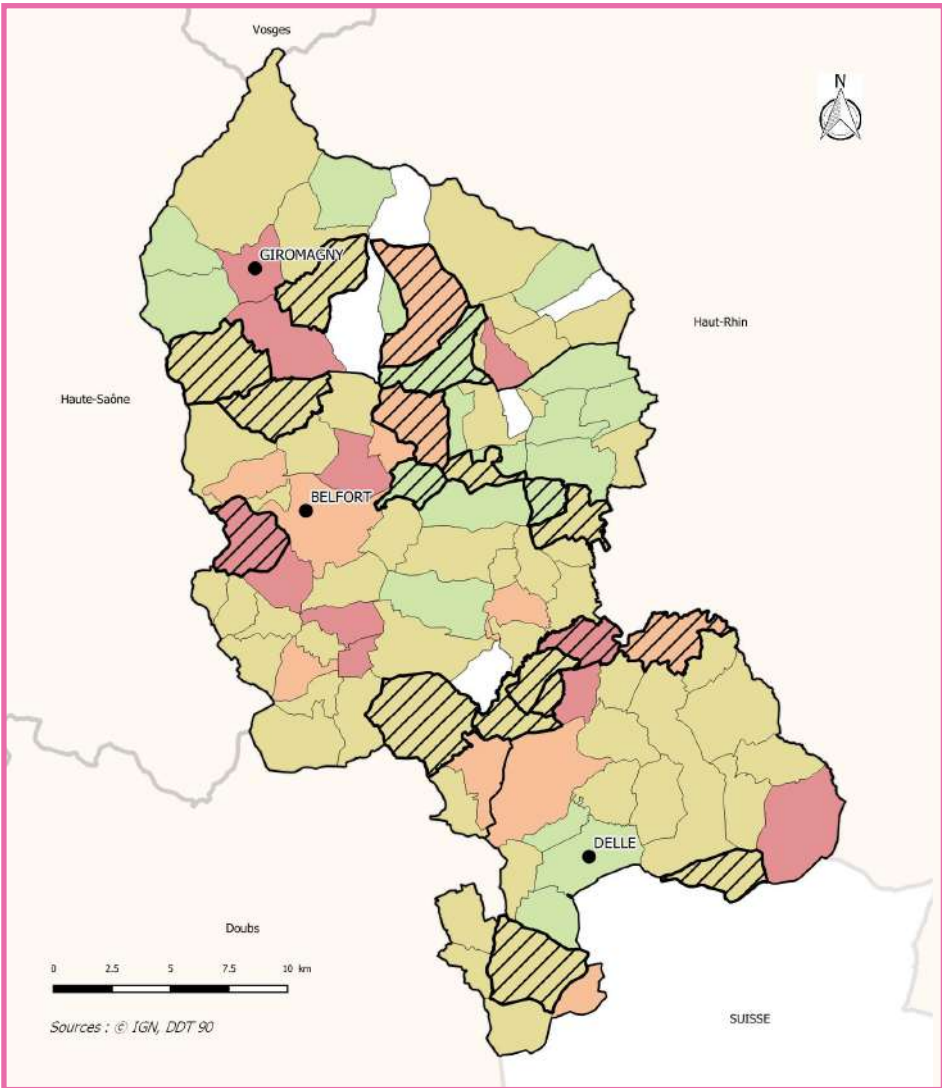 Vosges
N
GIROMAGNY
Haut-Rhin
Haute-Saône
BELFORT
DELLE
Doubs
0 2.5 5 7.5 10 km
Sources : © IGN, DDT 90
SUISSE